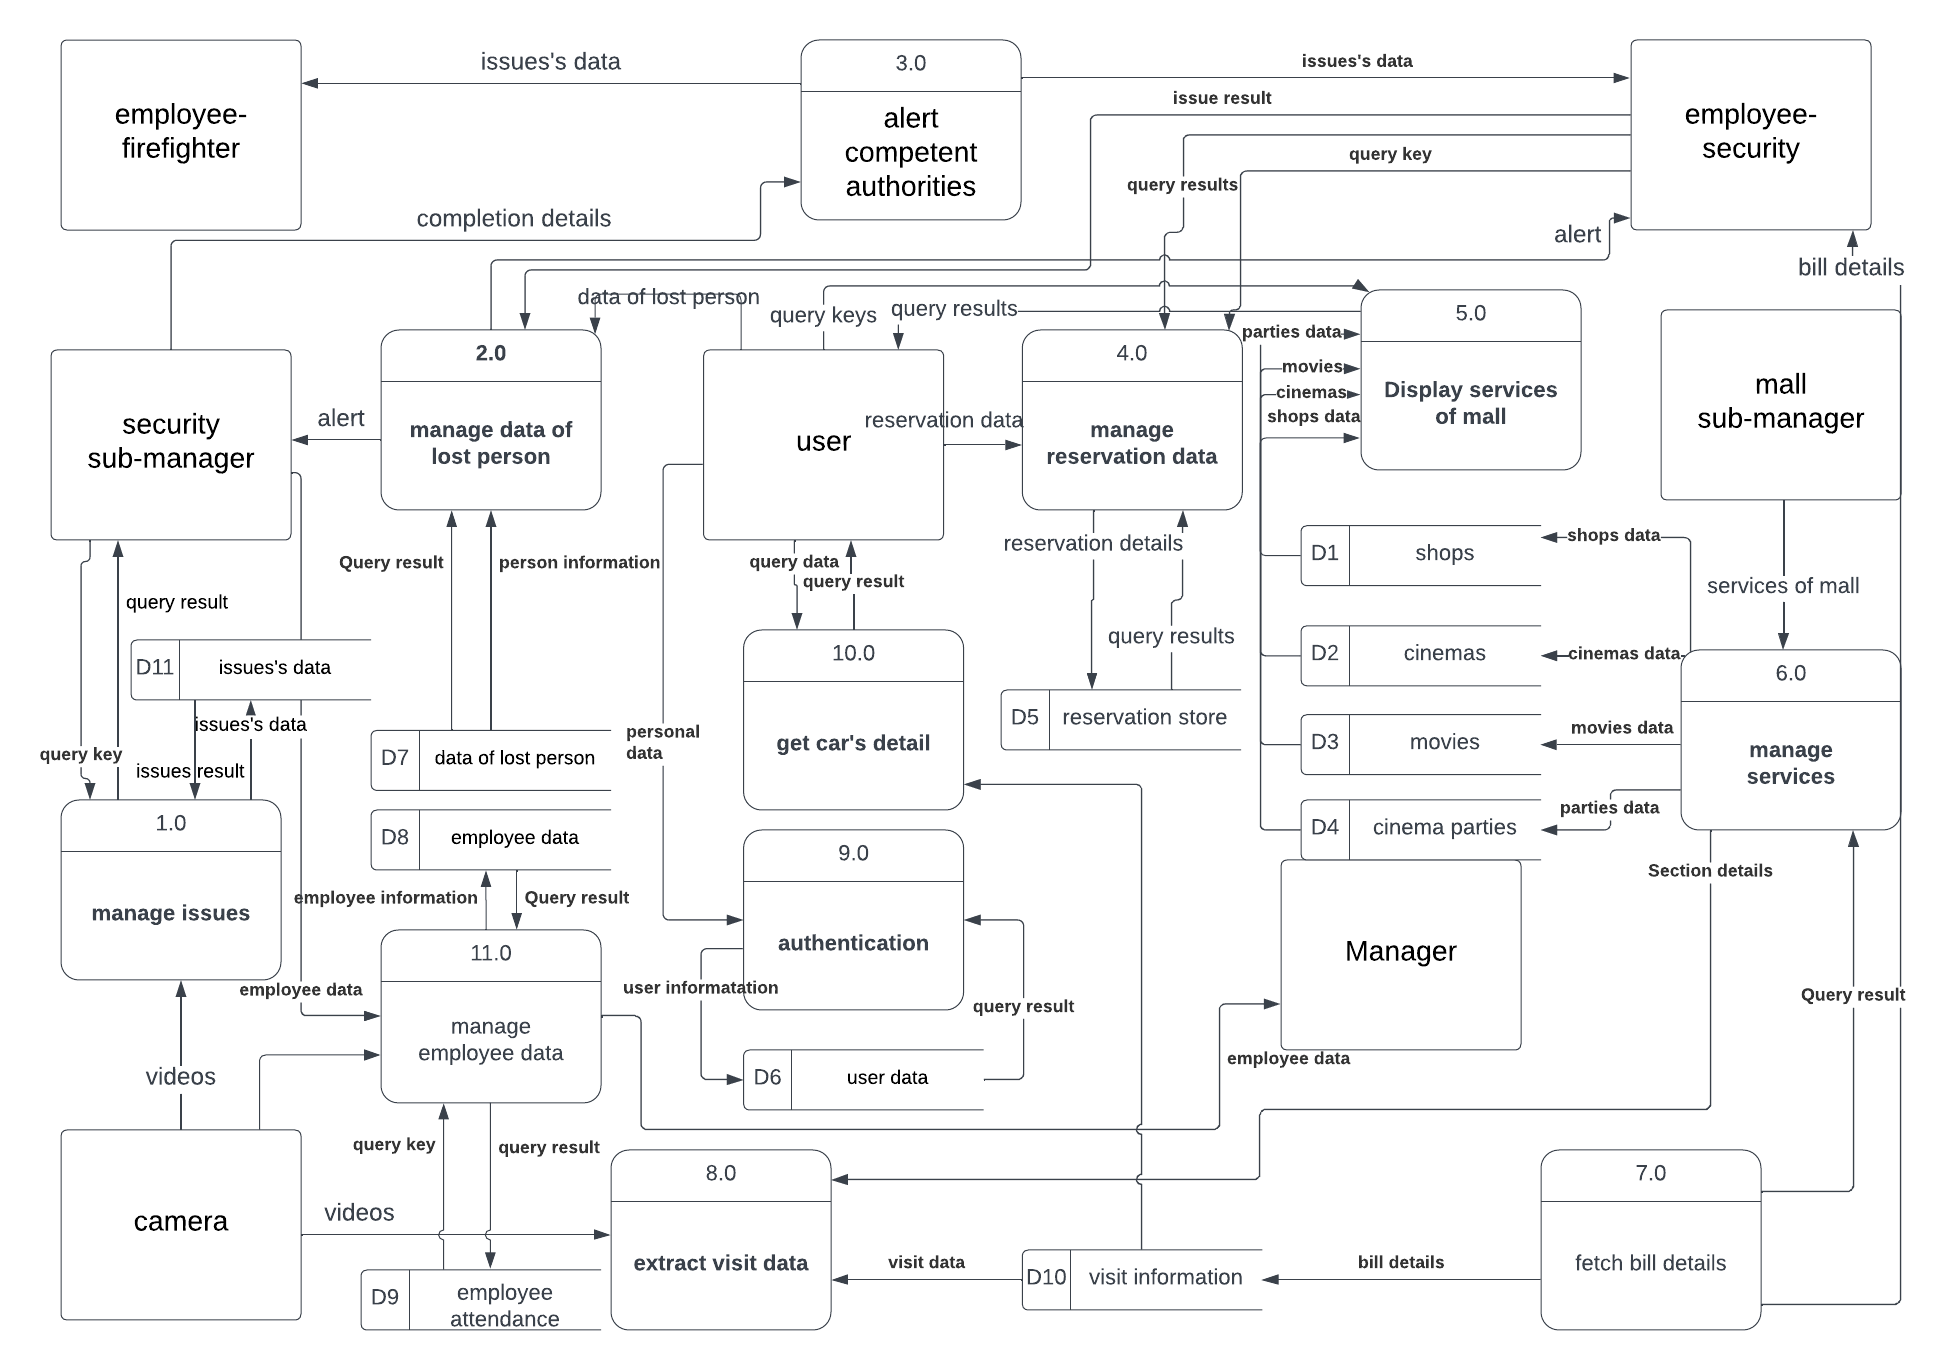 issues's data
3.0
issues's data
employee-
firefighter
alert
competent
authorities
issue result
employee-
security
query key
query results
completion details
alert
bill details
data of lost person
query keys
query results
5.0
parties data
2.0
4.0
movies
cinemas
shops data
Display services
of mall
mall
sub-manager
security
sub-manager
alert
manage data of
lost person
user
reservation data
manage
reservation data
Query result
person information
query data
query result
reservation details
D1
shops
shops data
services of mall
query result
query results
D11
issues's data
10.0
D2
cinemas
cinemas data
6.0
issues's data
query key
issues result
D7
data of lost person
personal
data
get car's detail
D5
reservation store
D3
movies
movies data
manage
services
1.0
D8
employee data
9.0
D4
cinema parties
parties data
Section details
manage issues
employee information
Query result
authentication
Manager
11.0
employee data
user informatation
query result
Query result
manage
employee data
employee data
videos
D6
user data
query key
query result
8.0
7.0
camera
videos
extract visit data
visit data
D10
visit information
bill details
fetch bill details
D9
employee
attendance